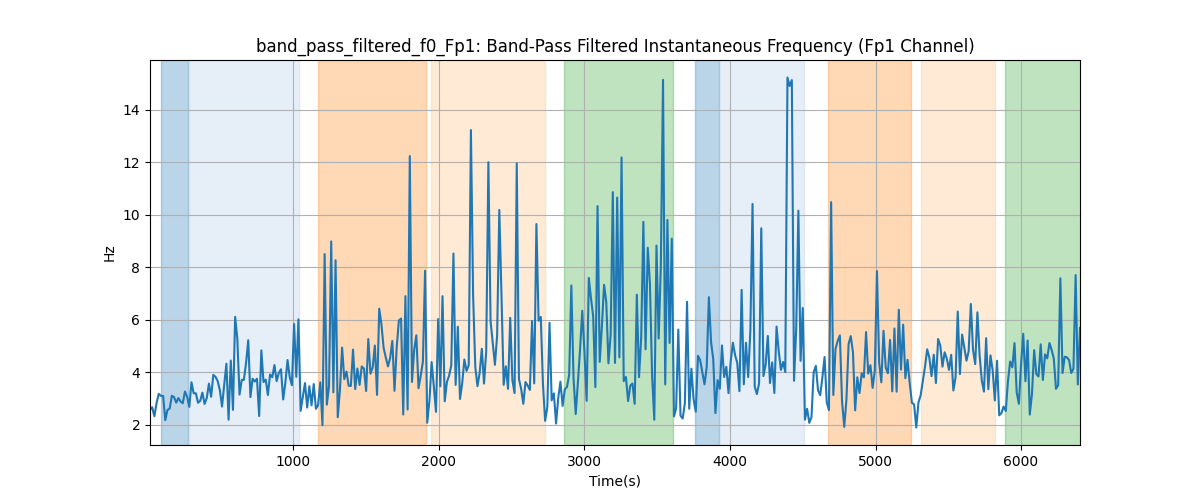 band_pass_filtered_f0_Fp1: Band-Pass Filtered Instantaneous Frequency (Fp1 Channel)
14
12
10
8
6
4
2
Hz
1000 2000 3000 4000 5000 6000
Time(s)